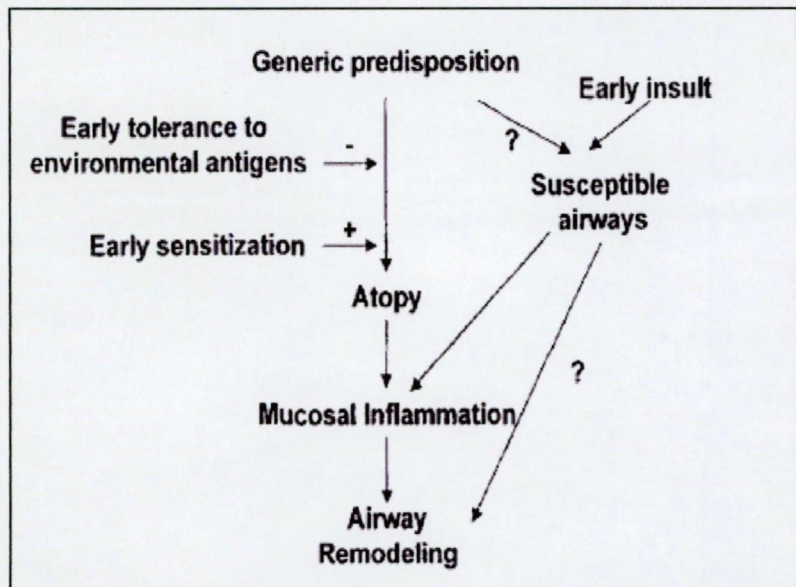 Generic predisposition
Early insult
Early tolerance to
environmental antigens
-
?
Susceptible
airways
Early sensitization
+
Atopy
?
Mucosal Inflammation
Airway
Remodeling